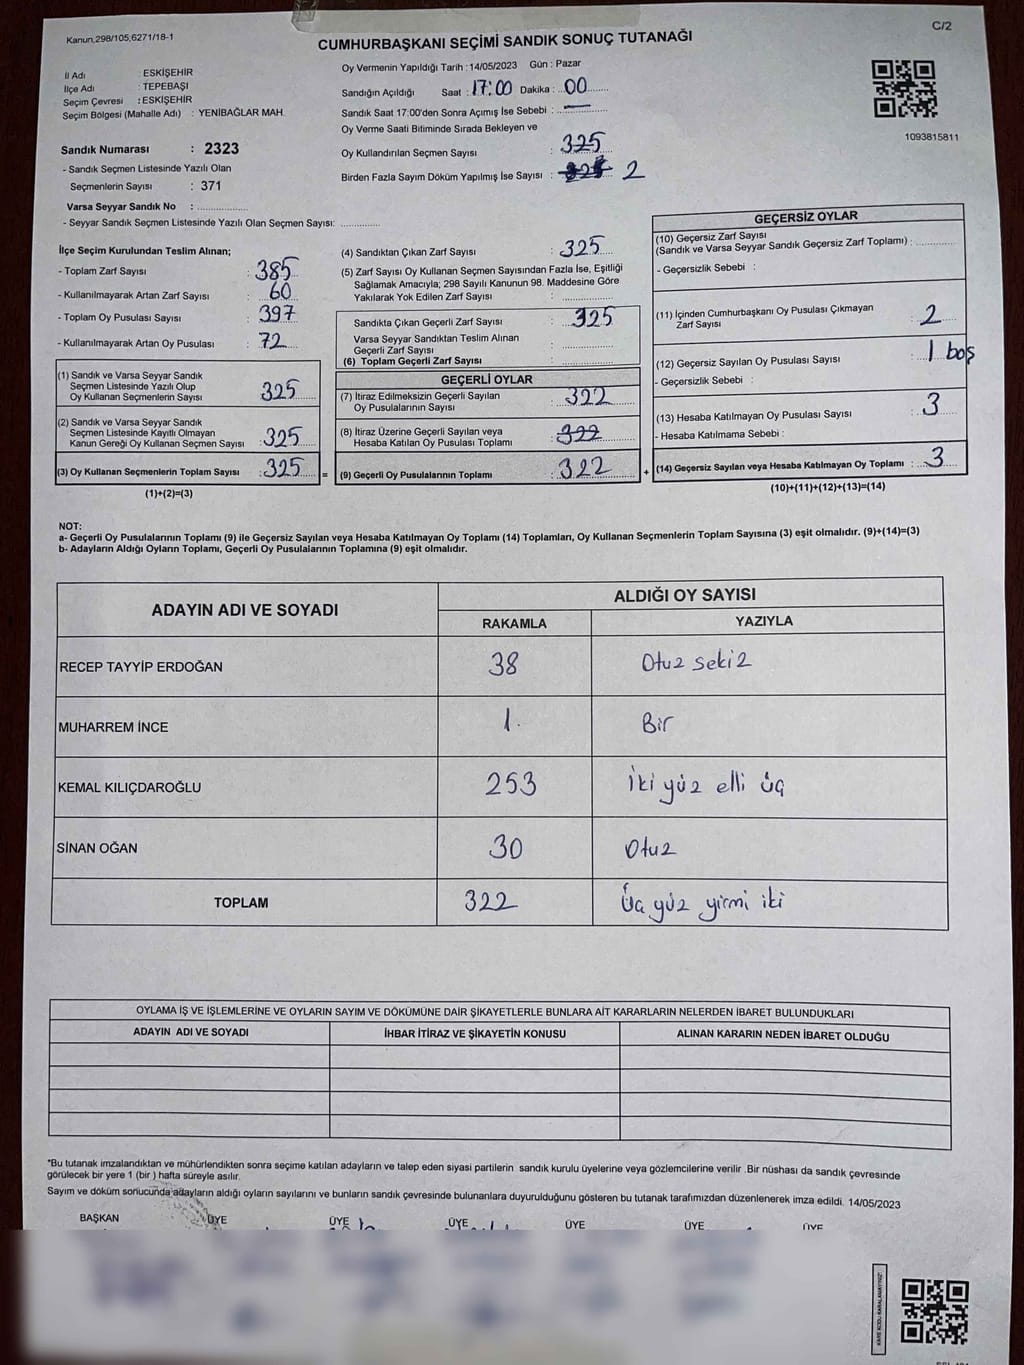 Kanun,298/105,6271/18-1
C/2
CUMHURBAŞKANI SEÇİMİ SANDIK SONUÇ TUTANAĞI
İl Adı : ESKİŞEHİR
İlçe Adı : TEPEBAŞI
Seçim Çevresi : ESKİŞEHİR
Seçim Bölgesi (Mahalle Adı) : YENİBAĞLAR MAH.
Oy Vermenin Yapıldığı Tarih :14/05/2023 Gün : Pazar
Sandığın Açıldığı Saat : 17:00 Dakika : 00
Sandık Saat 17:00'den Sonra Açımış İse Sebebi : —
Oy Verme Saati Bitiminde Sırada Bekleyen ve
Oy Kullandırılan Seçmen Sayısı : 325
Birden Fazla Sayım Döküm Yapılmış İse Sayısı : 2
1093815811
Sandık Numarası : 2323
- Sandık Seçmen Listesinde Yazılı Olan
Seçmenlerin Sayısı : 371
Varsa Seyyar Sandık No :
- Seyyar Sandık Seçmen Listesinde Yazılı Olan Seçmen Sayısı:
İlçe Seçim Kurulundan Teslim Alınan;
- Toplam Zarf Sayısı : 385
- Kullanılmayarak Artan Zarf Sayısı : 60
- Toplam Oy Pusulası Sayısı : 397
- Kullanılmayarak Artan Oy Pusulası : 72
(1) Sandık ve Varsa Seyyar Sandık
Seçmen Listesinde Yazılı Olup
Oy Kullanan Seçmenlerin Sayısı : 325
(2) Sandık ve Varsa Seyyar Sandık
Seçmen Listesinde Kayıtlı Olmayan
Kanun Gereği Oy Kullanan Seçmen Sayısı : 325
(3) Oy Kullanan Seçmenlerin Toplam Sayısı : 325 =
(1)+(2)=(3)
(4) Sandıktan Çıkan Zarf Sayısı : 325
(5) Zarf Sayısı Oy Kullanan Seçmen Sayısından Fazla İse, Eşitliği
Sağlamak Amacıyla; 298 Sayılı Kanunun 98. Maddesine Göre
Yakılarak Yok Edilen Zarf Sayısı :
Sandıkta Çıkan Geçerli Zarf Sayısı : 325
Varsa Seyyar Sandıktan Teslim Alınan
Geçerli Zarf Sayısı :
(6) Toplam Geçerli Zarf Sayısı :
GEÇERLİ OYLAR
(7) İtiraz Edilmeksizin Geçerli Sayılan
Oy Pusulalarının Sayısı : 322
(8) İtiraz Üzerine Geçerli Sayılan veya
Hesaba Katılan Oy Pusulası Toplamı : 322
(9) Geçerli Oy Pusulalarının Toplamı : 322 +
GEÇERSİZ OYLAR
(10) Geçersiz Zarf Sayısı
(Sandık ve Varsa Seyyar Sandık Geçersiz Zarf Toplamı) :
- Geçersizlik Sebebi :
(11) İçinden Cumhurbaşkanı Oy Pusulası Çıkmayan
Zarf Sayısı : 2
(12) Geçersiz Sayılan Oy Pusulası Sayısı : 1 boş
- Geçersizlik Sebebi :
(13) Hesaba Katılmayan Oy Pusulası Sayısı : 3
- Hesaba Katılmama Sebebi :
(14) Geçersiz Sayılan veya Hesaba Katılmayan Oy Toplamı : 3
(10)+(11)+(12)+(13)=(14)
NOT:
a- Geçerli Oy Pusulalarının Toplamı (9) ile Geçersiz Sayılan veya Hesaba Katılmayan Oy Toplamı (14) Toplamları, Oy Kullanan Seçmenlerin Toplam Sayısına (3) eşit olmalıdır. (9)+(14)=(3)
b- Adayların Aldığı Oyların Toplamı, Geçerli Oy Pusulalarının Toplamına (9) eşit olmalıdır.
ADAYIN ADI VE SOYADI
ALDIĞI OY SAYISI
RAKAMLA YAZIYLA
RECEP TAYYİP ERDOĞAN 38 Otuz sekiz
MUHARREM İNCE 1. Bir
KEMAL KILIÇDAROĞLU 253 İki yüz elli üç
SİNAN OĞAN 30 Otuz
TOPLAM 322 Üç yüz yirmi iki
OYLAMA İŞ VE İŞLEMLERİNE VE OYLARIN SAYIM VE DÖKÜMÜNE DAİR ŞİKAYETLERLE BUNLARA AİT KARARLARIN NELERDEN İBARET BULUNDUKLARI
ADAYIN ADI VE SOYADI İHBAR İTİRAZ VE ŞİKAYETİN KONUSU ALINAN KARARIN NEDEN İBARET OLDUĞU
*Bu tutanak imzalandıktan ve mühürlendikten sonra seçime katılan adayların ve talep eden siyasi partilerin sandık kurulu üyelerine veya gözlemcilerine verilir .Bir nüshası da sandık çevresinde
görülecek bir yere 1 (bir ) hafta süreyle asılır.
Sayım ve döküm sonucunda adayların aldığı oyların sayılarını ve bunların sandık çevresinde bulunanlara duyurulduğunu gösteren bu tutanak tarafımızdan düzenlenerek imza edildi. 14/05/2023
BAŞKAN ÜYE ÜYE ÜYE ÜYE ÜYE ÜYE